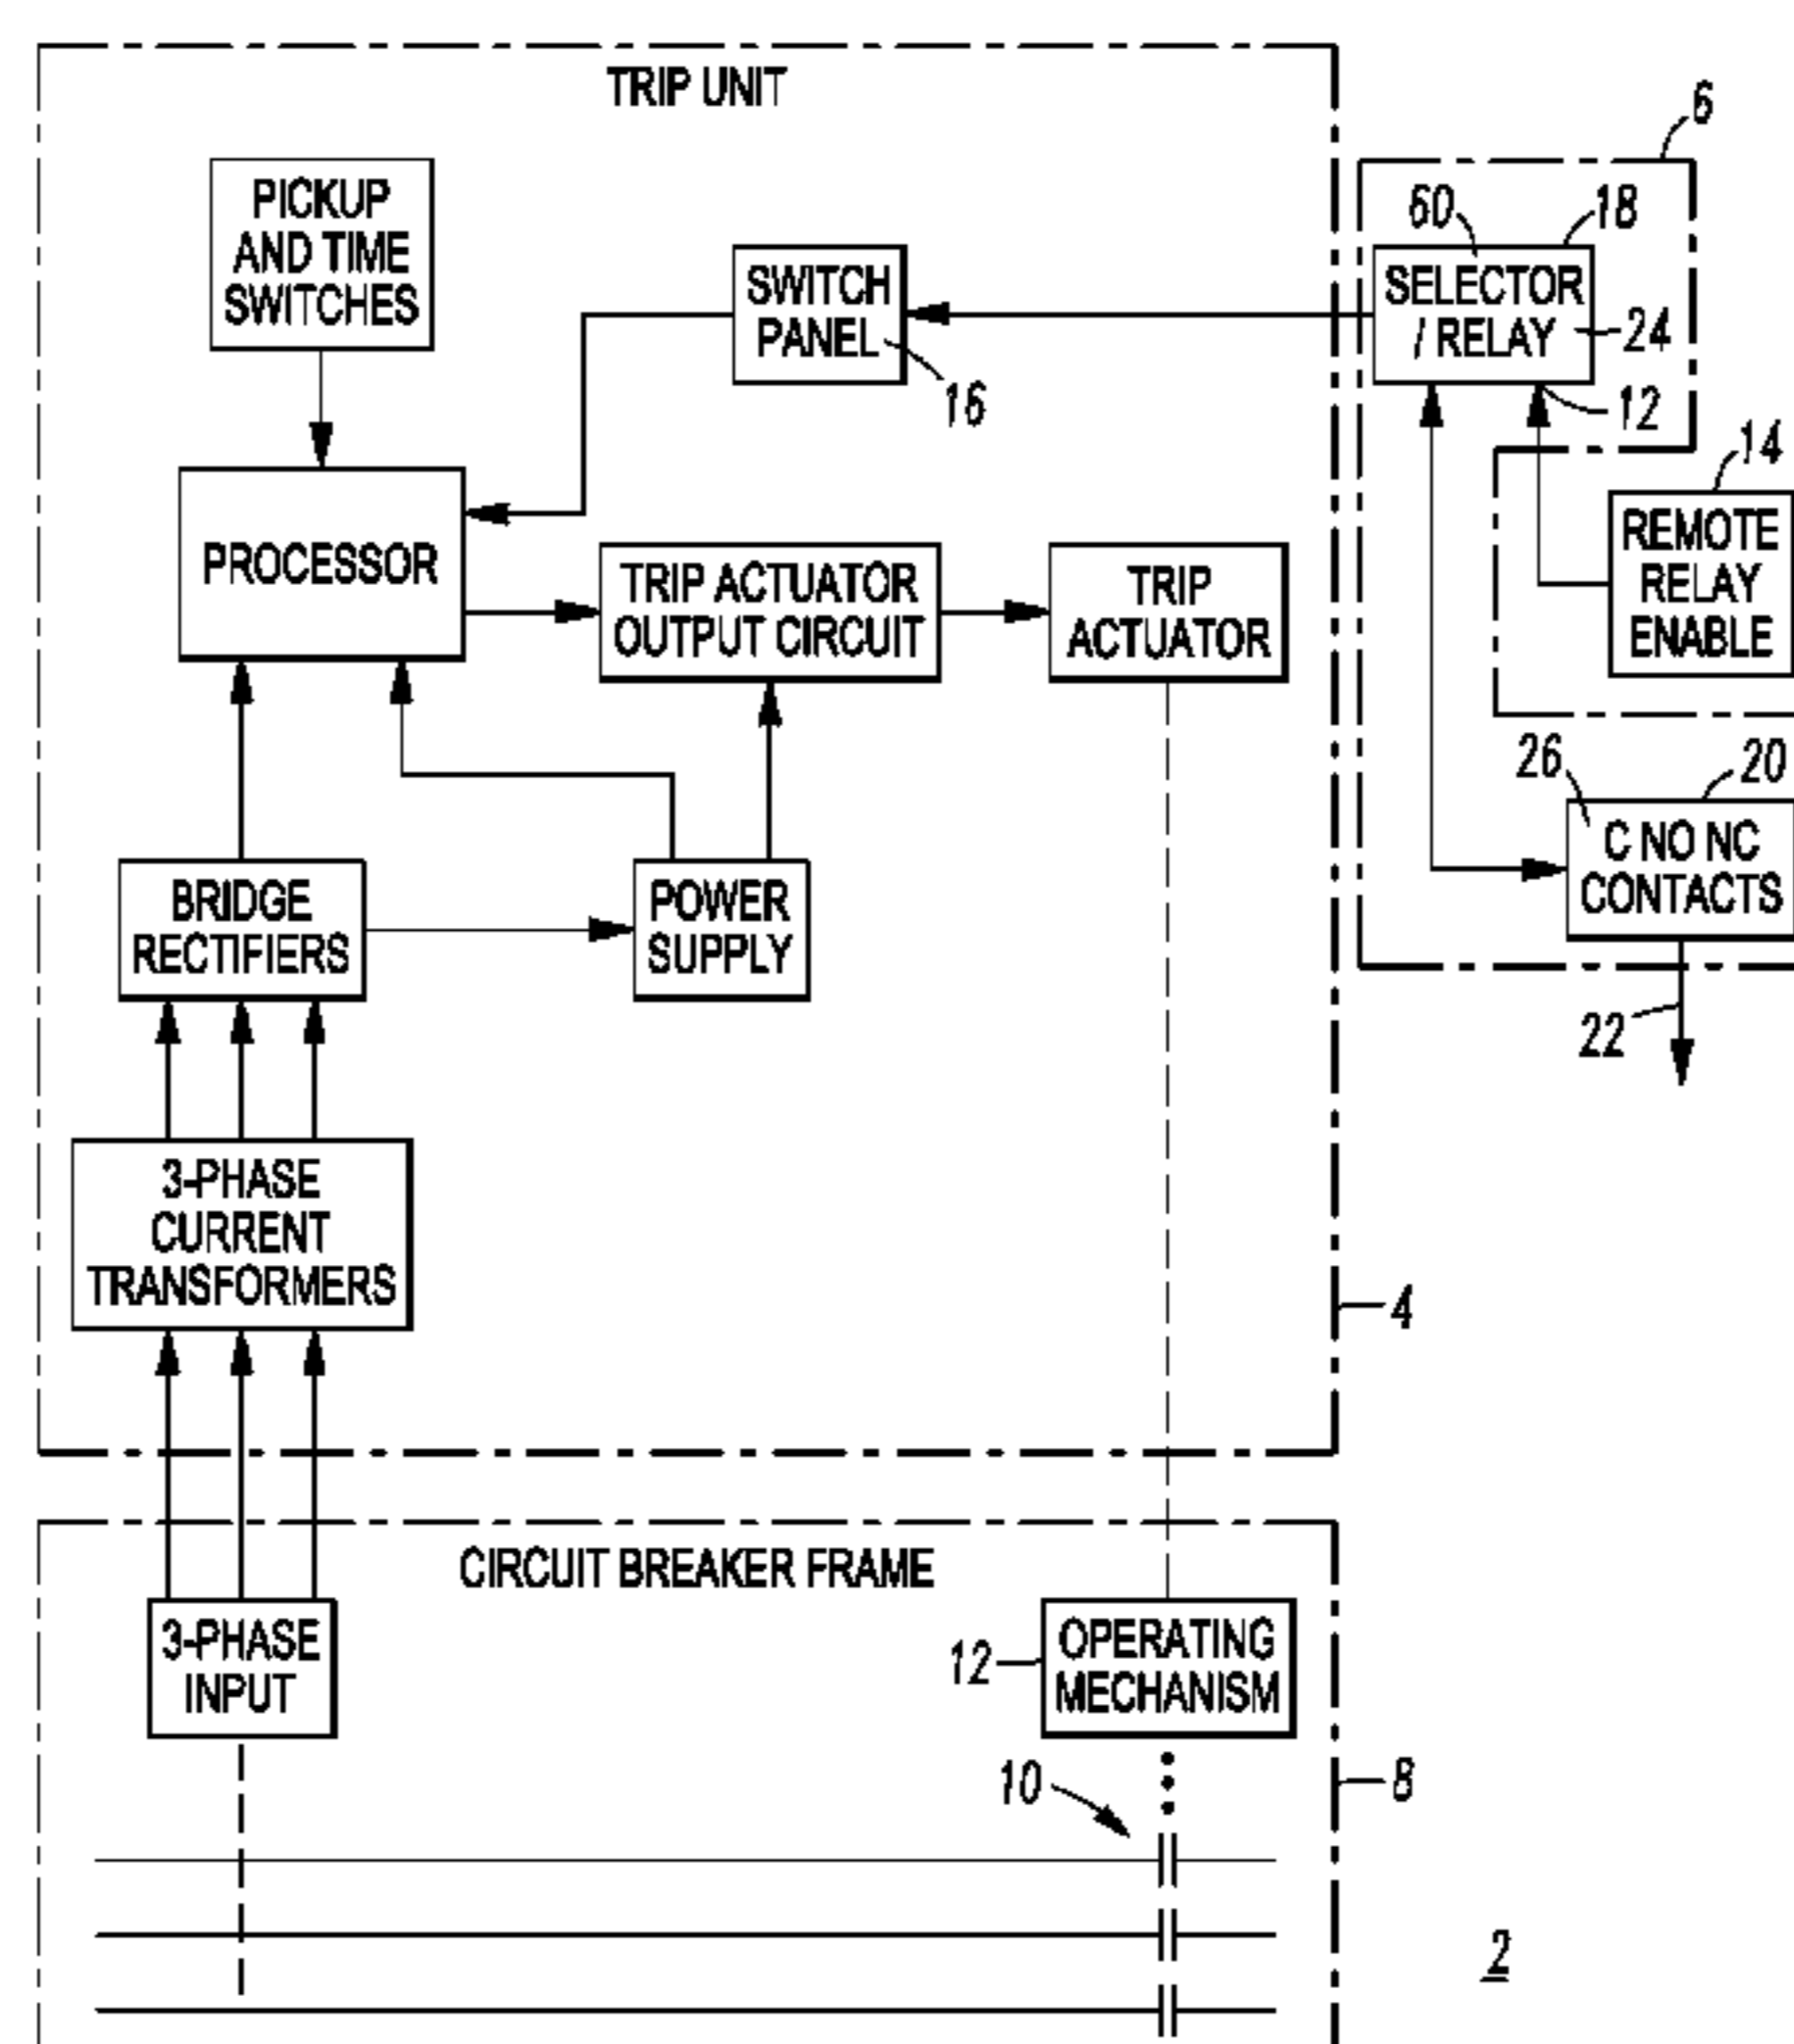 TRIP UNIT
6
PICKUP
AND TIME
SWITCHES
60
18
SWITCH
PANEL
16
SELECTOR
/ RELAY
24
12
14
PROCESSOR
REMOTE
RELAY
ENABLE
TRIP ACTUATOR
OUTPUT CIRCUIT
TRIP
ACTUATOR
26
20
C NO NC
CONTACTS
BRIDGE
RECTIFIERS
POWER
SUPPLY
22
3-PHASE
CURRENT
TRANSFORMERS
4
CIRCUIT BREAKER FRAME
3-PHASE
INPUT
12
OPERATING
MECHANISM
10
8
2